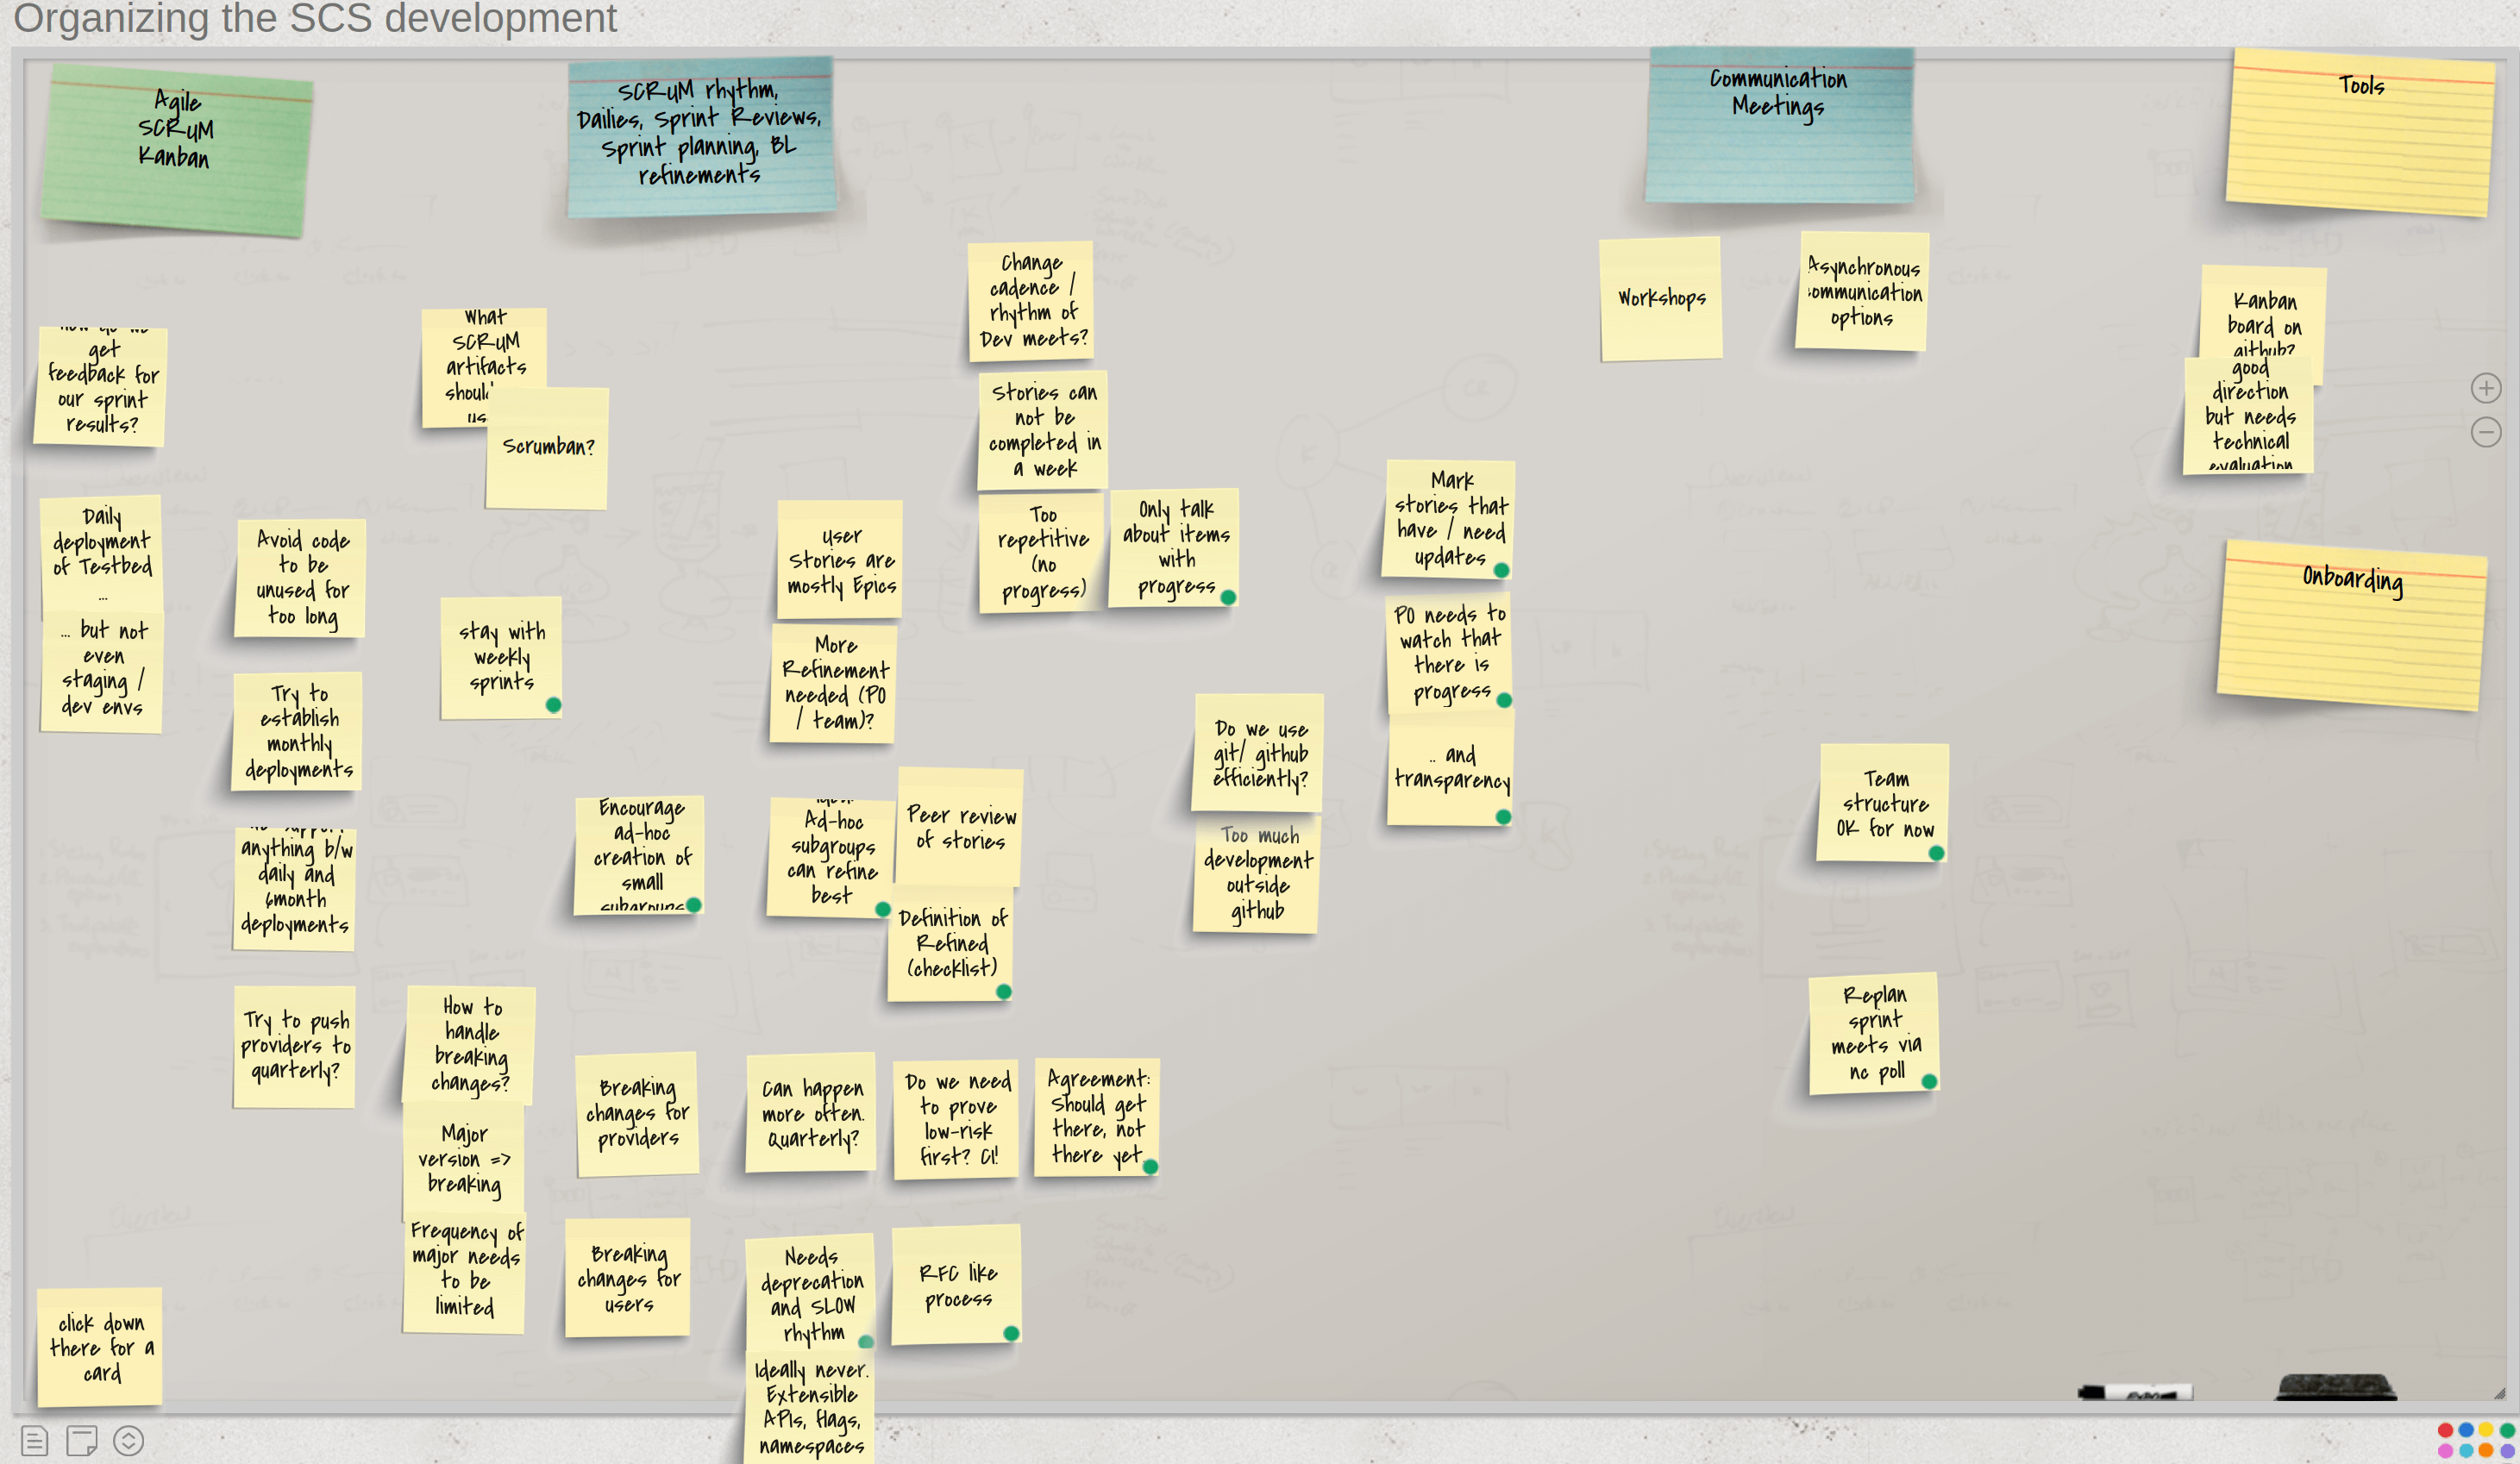 Organizing the SCS development
Agile
SCRUM
Kanban
SCRUM rhythm,
Dailies, Sprint Reviews,
Sprint planning, BL
refinements
Communication
Meetings
Tools
get
feedback for
our sprint
results?
Daily
deployment
of Testbed
...
... but not
even
staging /
dev envs
Avoid code
to be
unused for
too long
Try to
establish
monthly
deployments
anything b/w
daily and
6month
deployments
Try to push
providers to
quarterly?
click down
there for a
card
What
SCRUM
artifacts
Scrumban?
stay with
weekly
sprints
How to
handle
breaking
changes?
Major
version =>
breaking
Frequency of
major needs
to be
limited
Encourage
ad-hoc
creation of
small
subgroups
Breaking
changes for
providers
Breaking
changes for
users
User
Stories are
mostly Epics
More
Refinement
needed (PO
/ team)?
Ad-hoc
subgroups
can refine
best
Peer review
of stories
Definition of
Refined
(checklist)
Can happen
more often.
Quarterly?
Do we need
to prove
low-risk
first? CI!
Agreement:
Should get
there, not
there yet.
Needs
deprecation
and SLOW
rhythm
RFC like
process
Ideally never.
Extensible
APIs, flags,
namespaces
Change
cadence /
rhythm of
Dev meets?
Stories can
not be
completed in
a week
Too
repetitive
(no
progress)
Only talk
about items
with
progress
Do we use
git/ github
efficiently?
Too much
development
outside
github
Mark
stories that
have / need
updates
PO needs to
watch that
there is
progress
.. and
transparency
Workshops
Asynchronous
communication
options
Team
structure
OK for now
Replan
sprint
meets via
nc poll
Kanban
board on
github?
good
direction
but needs
technical
evaluation
Onboarding